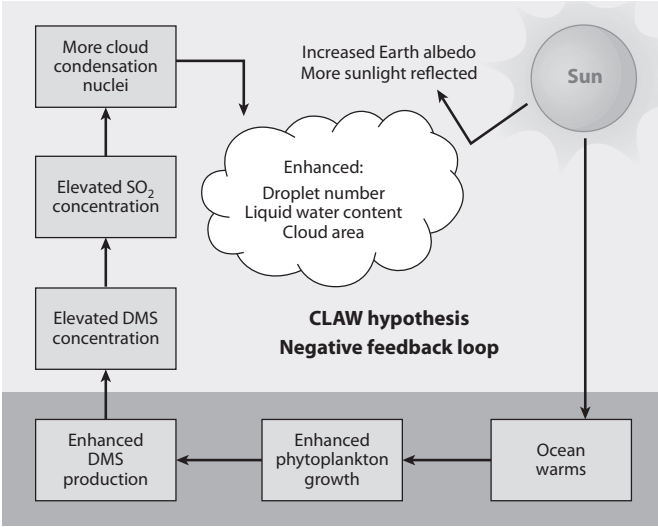 More cloud
condensation
nuclei
Increased Earth albedo
More sunlight reflected
Sun
Elevated SO₂
concentration
Enhanced:
Droplet number
Liquid water content
Cloud area
Elevated DMS
concentration
CLAW hypothesis
Negative feedback loop
Enhanced
DMS
production
Enhanced
phytoplankton
growth
Ocean
warms